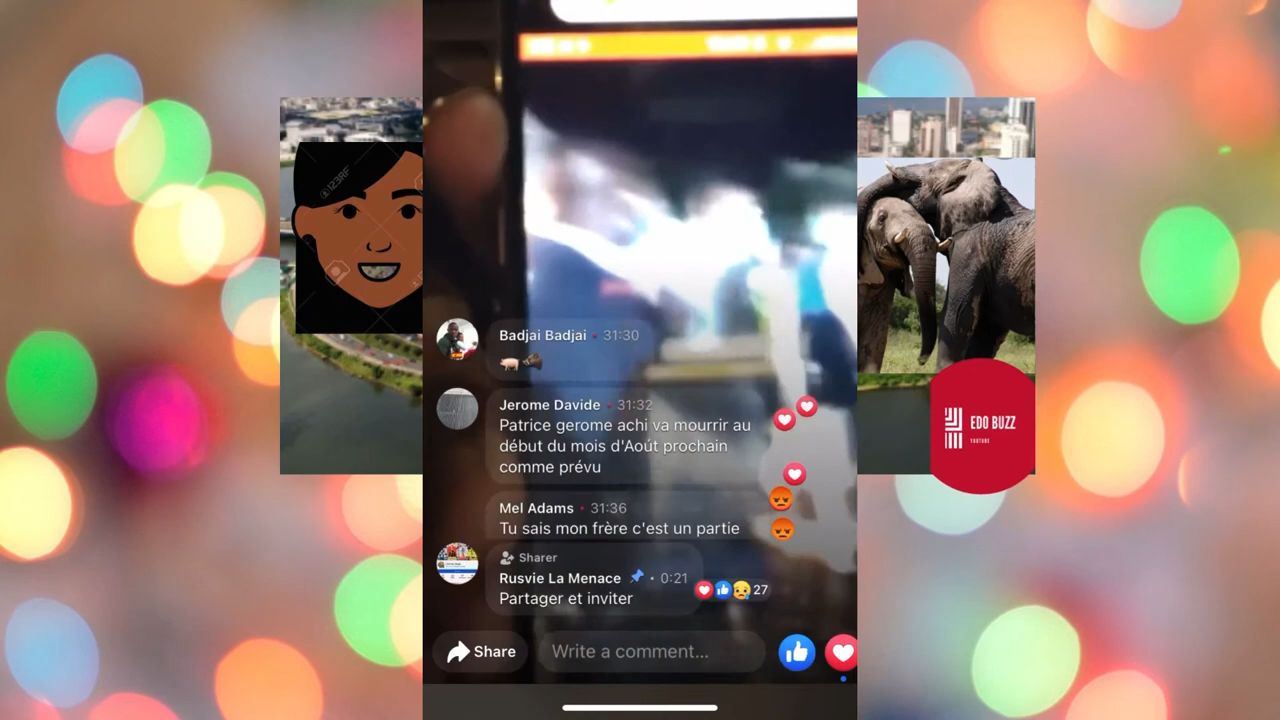 ©123RF
Badjai Badjai • 31:30
🐖
Jerome Davide • 31:32
Patrice gerome achi va mourrir au
début du mois d'Aoút prochain
comme prévu
Mel Adams • 31:36
Tu sais mon frère c'est un partie
Sharer
Rusvie La Menace 📌 • 0:21
Partager et inviter
27
Share
Write a comment...
EDO BUZZ
YOUTUBE